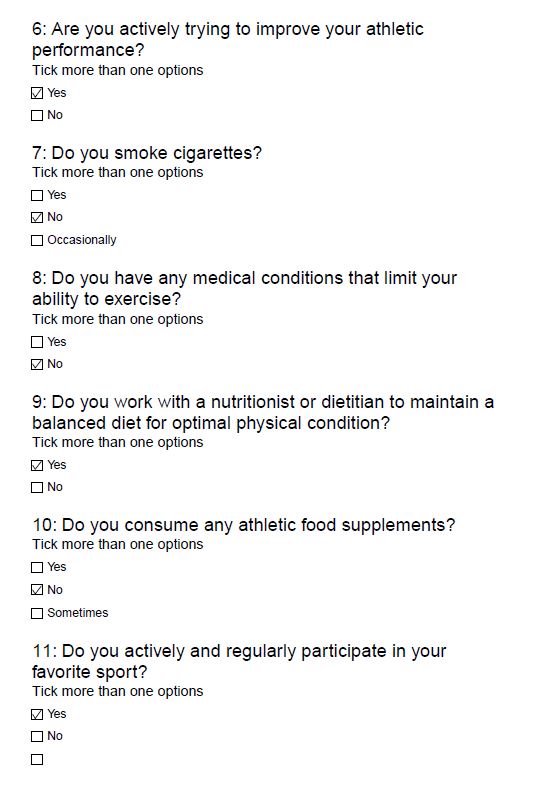 6: Are you actively trying to improve your athletic
performance?
Tick more than one options
Yes
No
7: Do you smoke cigarettes?
Tick more than one options
Yes
No
Occasionally
8: Do you have any medical conditions that limit your
ability to exercise?
Tick more than one options
Yes
No
9: Do you work with a nutritionist or dietitian to maintain a
balanced diet for optimal physical condition?
Tick more than one options
Yes
No
10: Do you consume any athletic food supplements?
Tick more than one options
Yes
No
Sometimes
11: Do you actively and regularly participate in your
favorite sport?
Tick more than one options
Yes
No